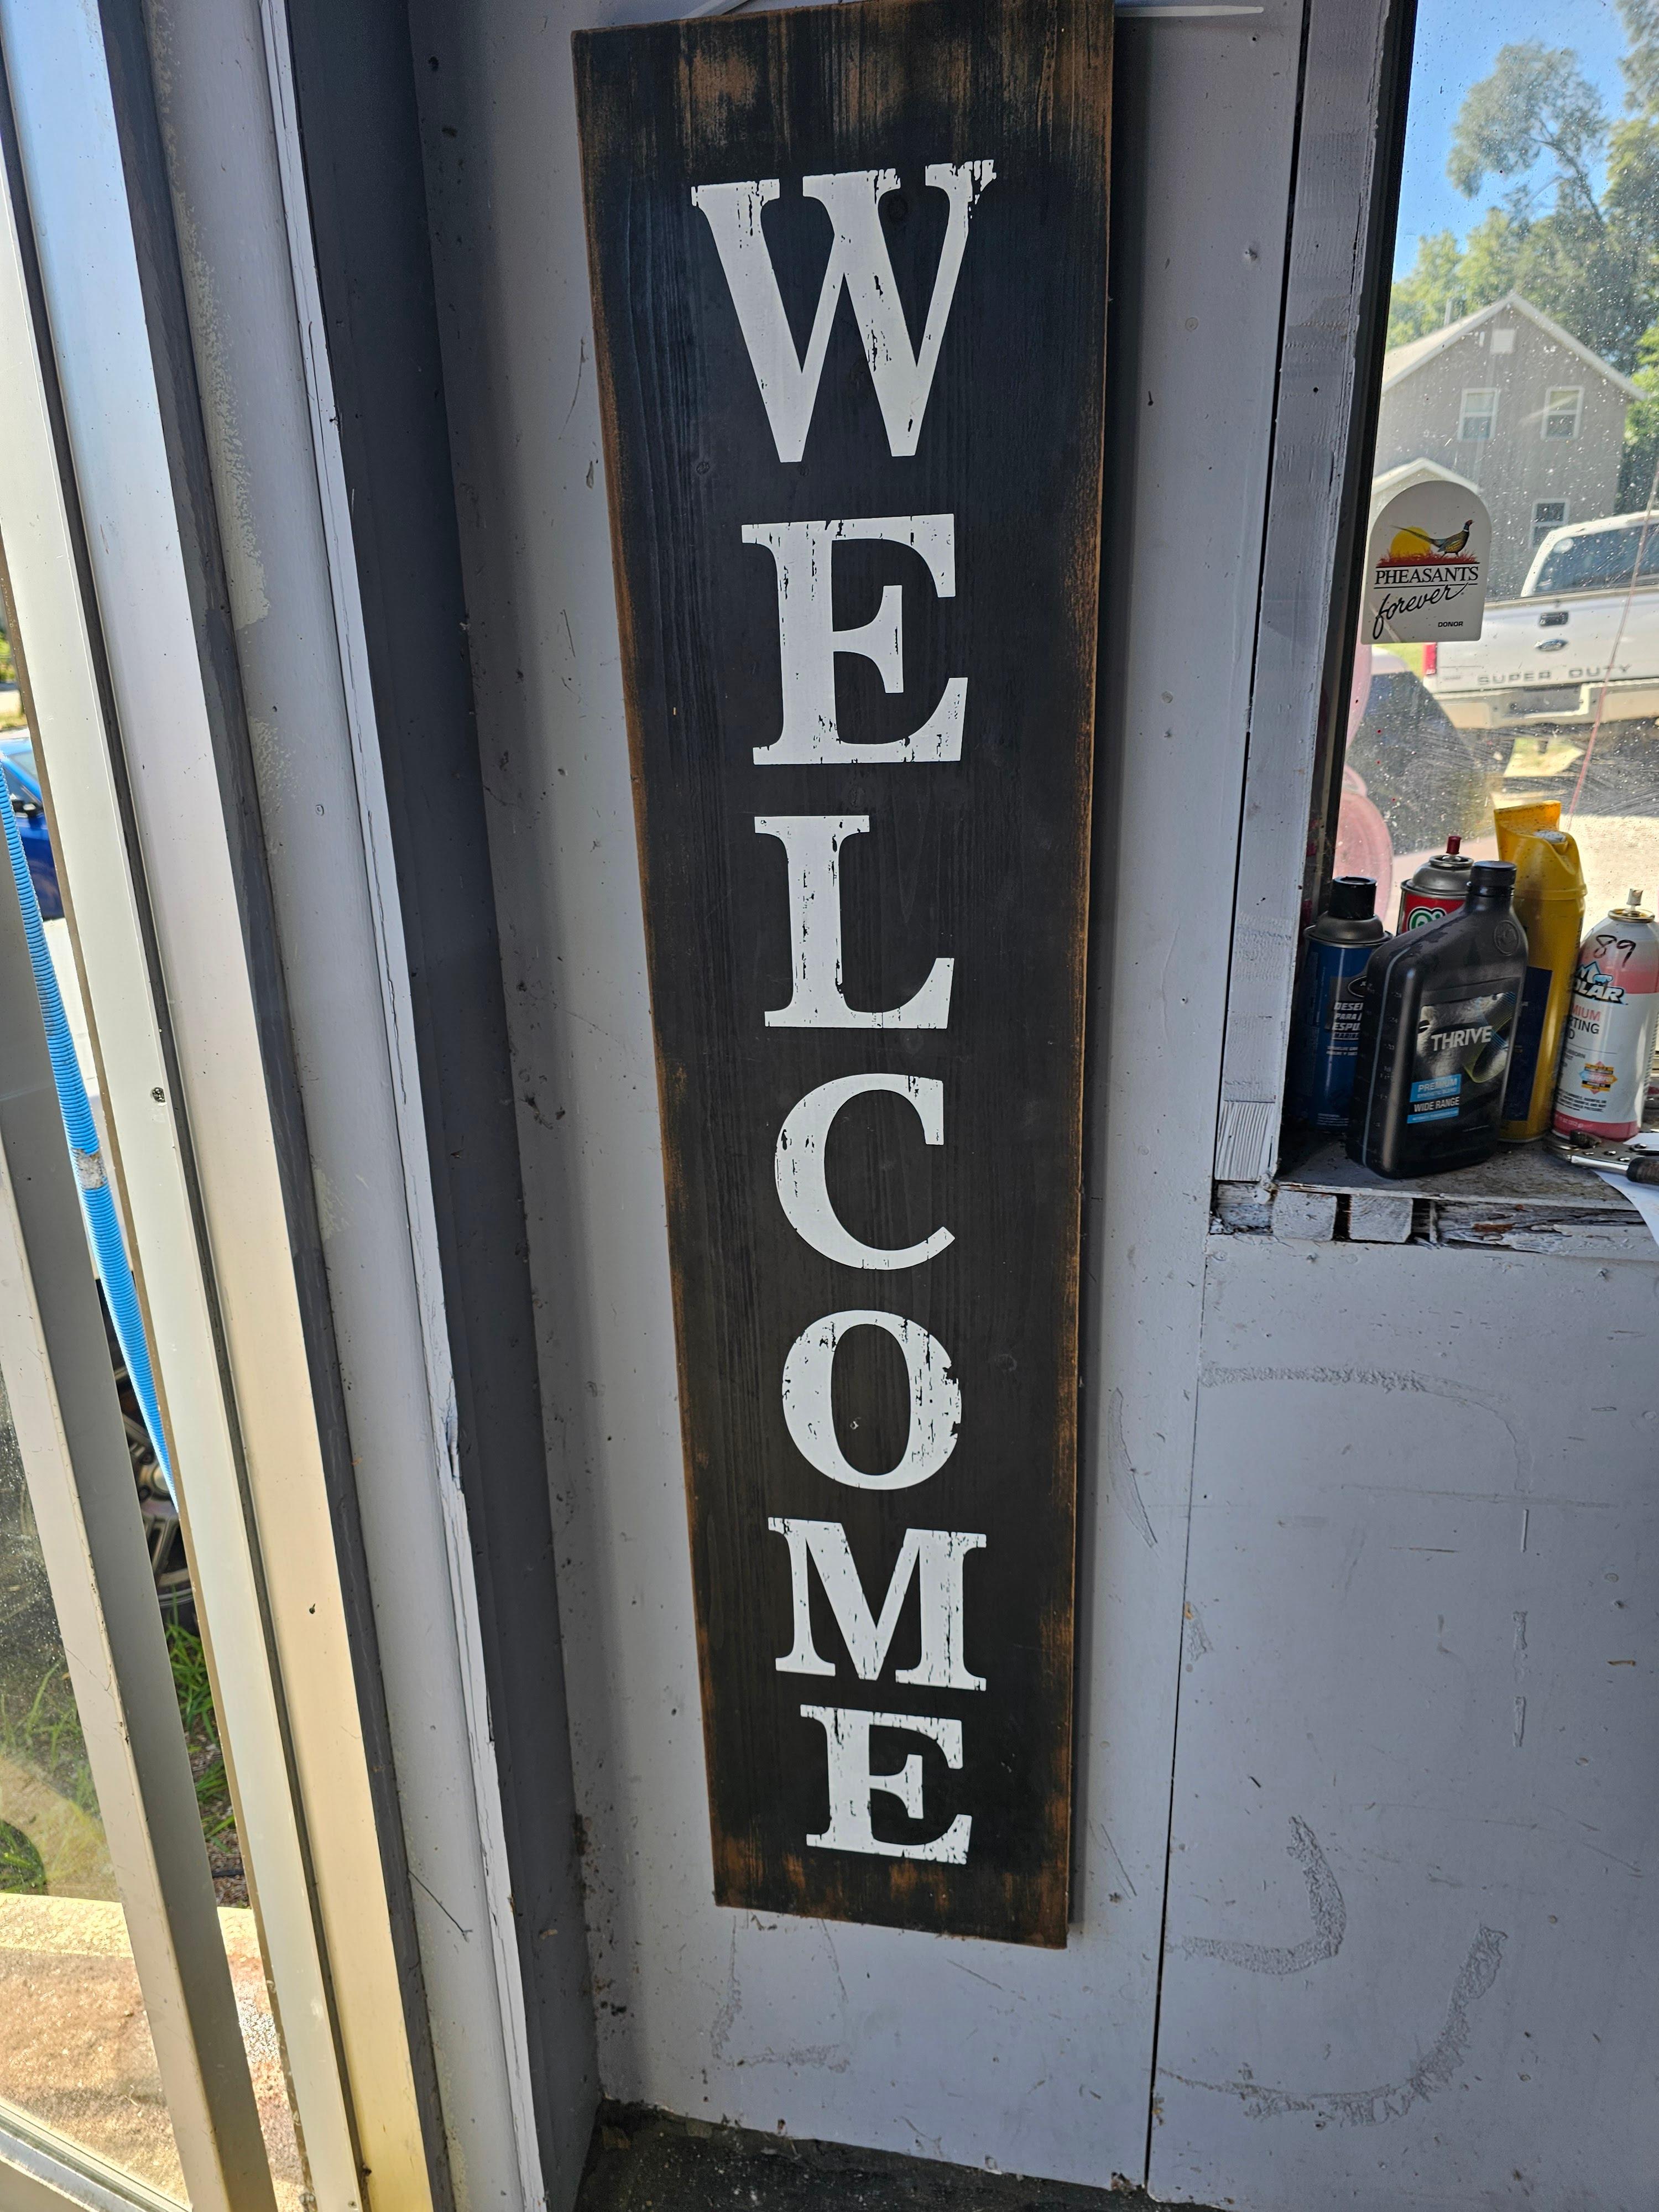 W
E
L
C
O
M
E
PHEASANTS
forever
DONOR
SUPER DUTY
THRIVE
PREMIUM
WIDE RANGE
89